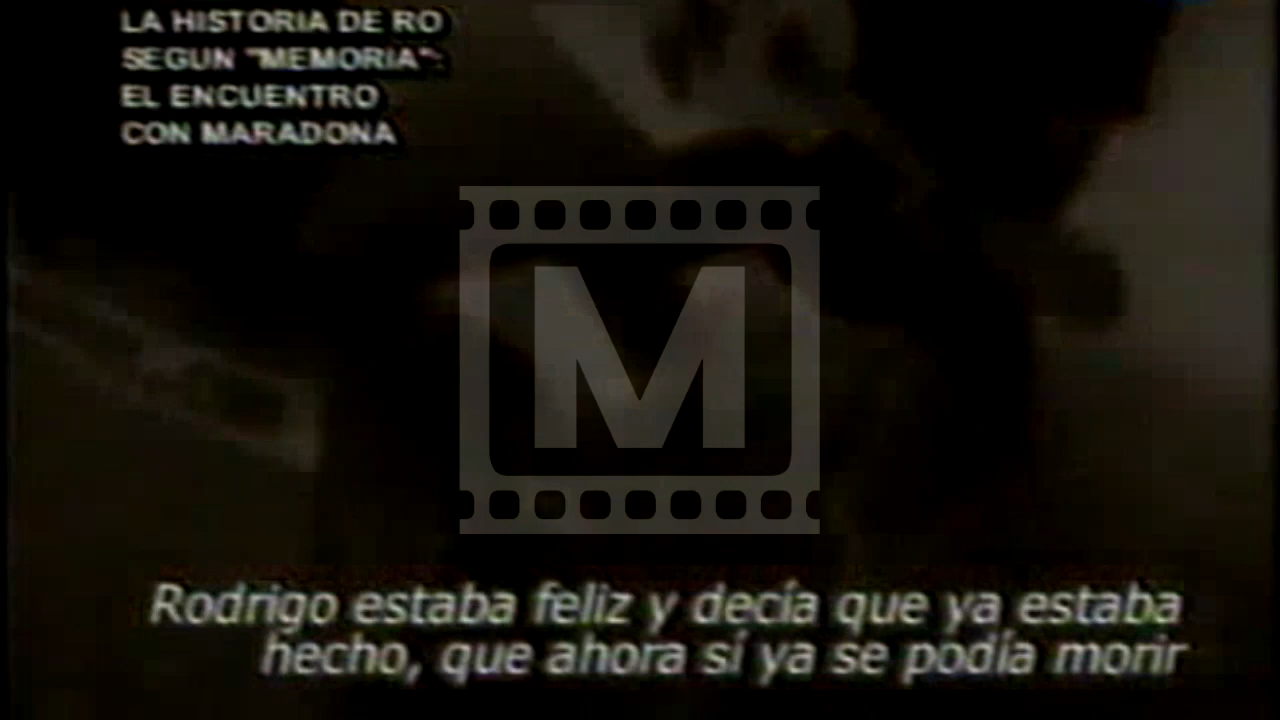 LA HISTORIA DE RO
SEGUN "MEMORIA":
EL ENCUENTRO
CON MARADONA
M
Rodrigo estaba feliz y decía que ya estaba
hecho, que ahora sí ya se podía morir